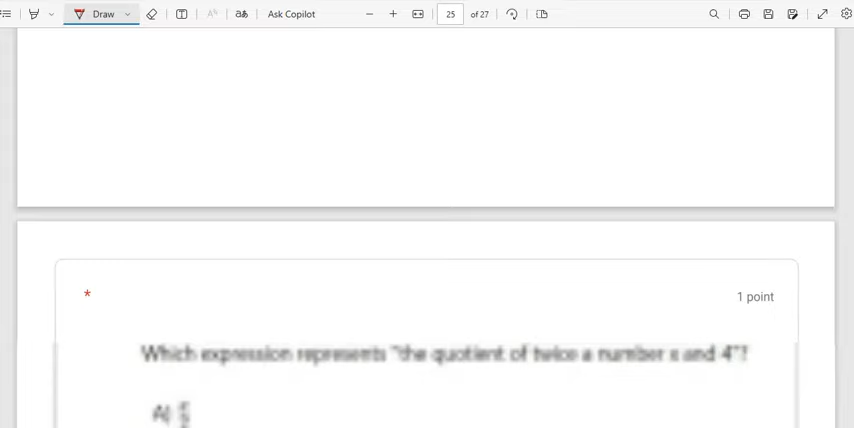 Draw
Ask Copilot
25 of 27
* 1 point
Which expression represents "the quotient of twice a number x and 4"?
A)